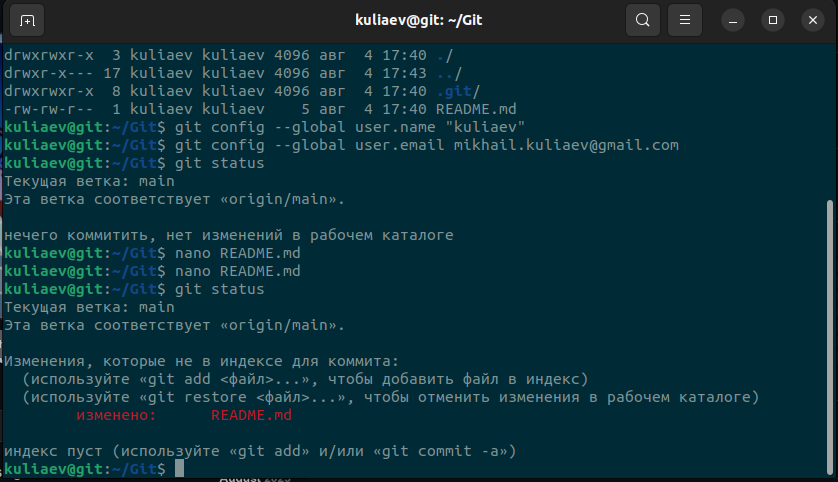 kuliaev@git: ~/Git
drwxrwxr-x  3 kuliaev kuliaev 4096 авг  4 17:40 ./
drwxr-x--- 17 kuliaev kuliaev 4096 авг  4 17:43 ../
drwxrwxr-x  8 kuliaev kuliaev 4096 авг  4 17:40 .git/
-rw-rw-r--  1 kuliaev kuliaev    5 авг  4 17:40 README.md
kuliaev@git:~/Git$ git config --global user.name "kuliaev"
kuliaev@git:~/Git$ git config --global user.email mikhail.kuliaev@gmail.com
kuliaev@git:~/Git$ git status
Текущая ветка: main
Эта ветка соответствует «origin/main».
нечего коммитить, нет изменений в рабочем каталоге
kuliaev@git:~/Git$ nano README.md
kuliaev@git:~/Git$ nano README.md
kuliaev@git:~/Git$ git status
Текущая ветка: main
Эта ветка соответствует «origin/main».
Изменения, которые не в индексе для коммита:
  (используйте «git add <файл>...», чтобы добавить файл в индекс)
  (используйте «git restore <файл>...», чтобы отменить изменения в рабочем каталоге)
        изменено:      README.md
индекс пуст (используйте «git add» и/или «git commit -a»)
kuliaev@git:~/Git$